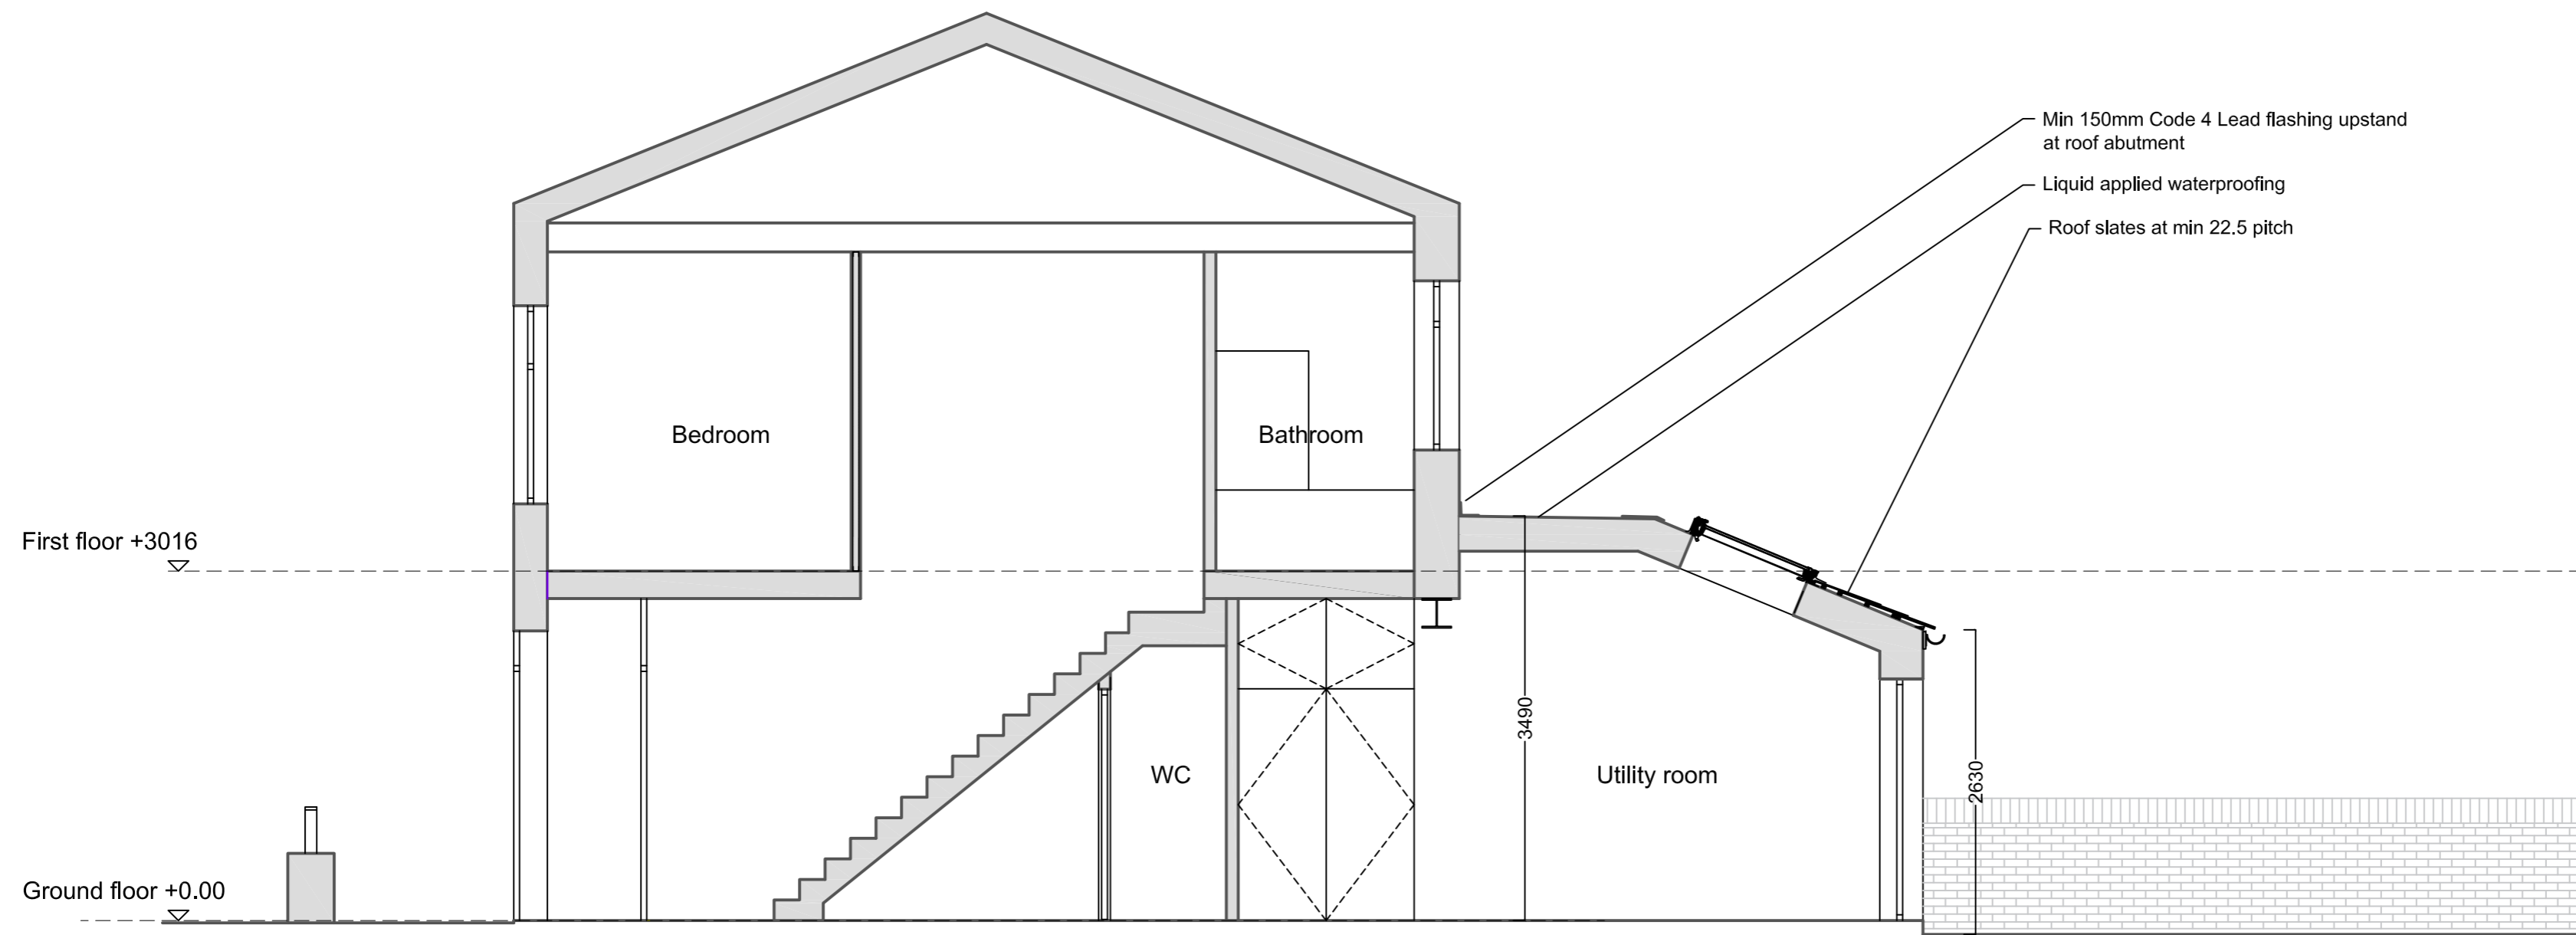 Min 150mm Code 4 Lead flashing upstand
at roof abutment
Liquid applied waterproofing
Roof slates at min 22.5 pitch
Bedroom
Bathroom
First floor +3016
3490
WC
Utility room
2630
Ground floor +0.00